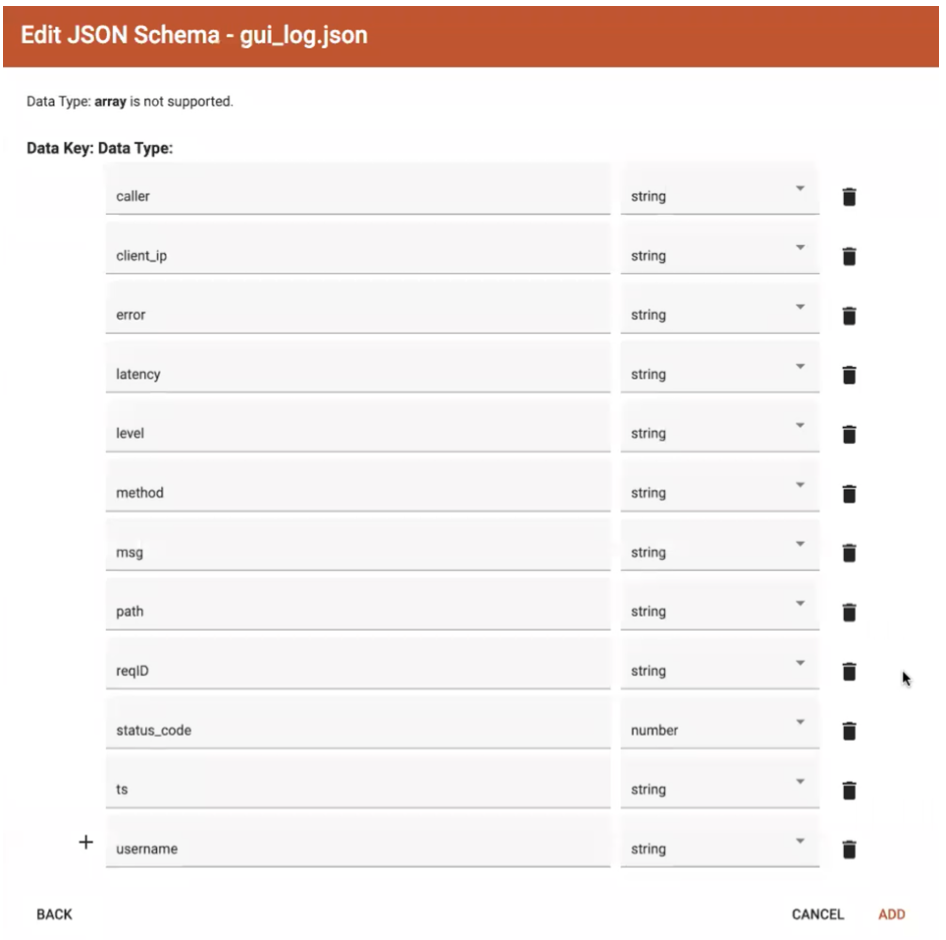 Edit JSON Schema - gui_log.json
Data Type: array is not supported.
Data Key: Data Type:
caller string
client_ip string
error string
latency string
level string
method string
msg string
path string
reqID string
status_code number
ts string
+ username string
BACK CANCEL ADD